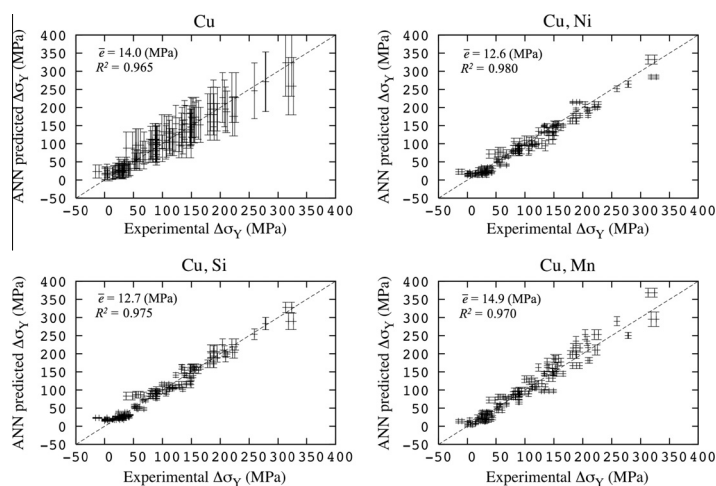 Cu
ē = 14.0 (MPa)
R² = 0.965
ANN predicted Δσ_Y (MPa)
400
350
300
250
200
150
100
50
0
−50
−50 0 50 100 150 200 250 300 350 400
Experimental Δσ_Y (MPa)
Cu, Ni
ē = 12.6 (MPa)
R² = 0.980
ANN predicted Δσ_Y (MPa)
400
350
300
250
200
150
100
50
0
−50
−50 0 50 100 150 200 250 300 350 400
Experimental Δσ_Y (MPa)
Cu, Si
ē = 12.7 (MPa)
R² = 0.975
ANN predicted Δσ_Y (MPa)
400
350
300
250
200
150
100
50
0
−50
−50 0 50 100 150 200 250 300 350 400
Experimental Δσ_Y (MPa)
Cu, Mn
ē = 14.9 (MPa)
R² = 0.970
ANN predicted Δσ_Y (MPa)
400
350
300
250
200
150
100
50
0
−50
−50 0 50 100 150 200 250 300 350 400
Experimental Δσ_Y (MPa)